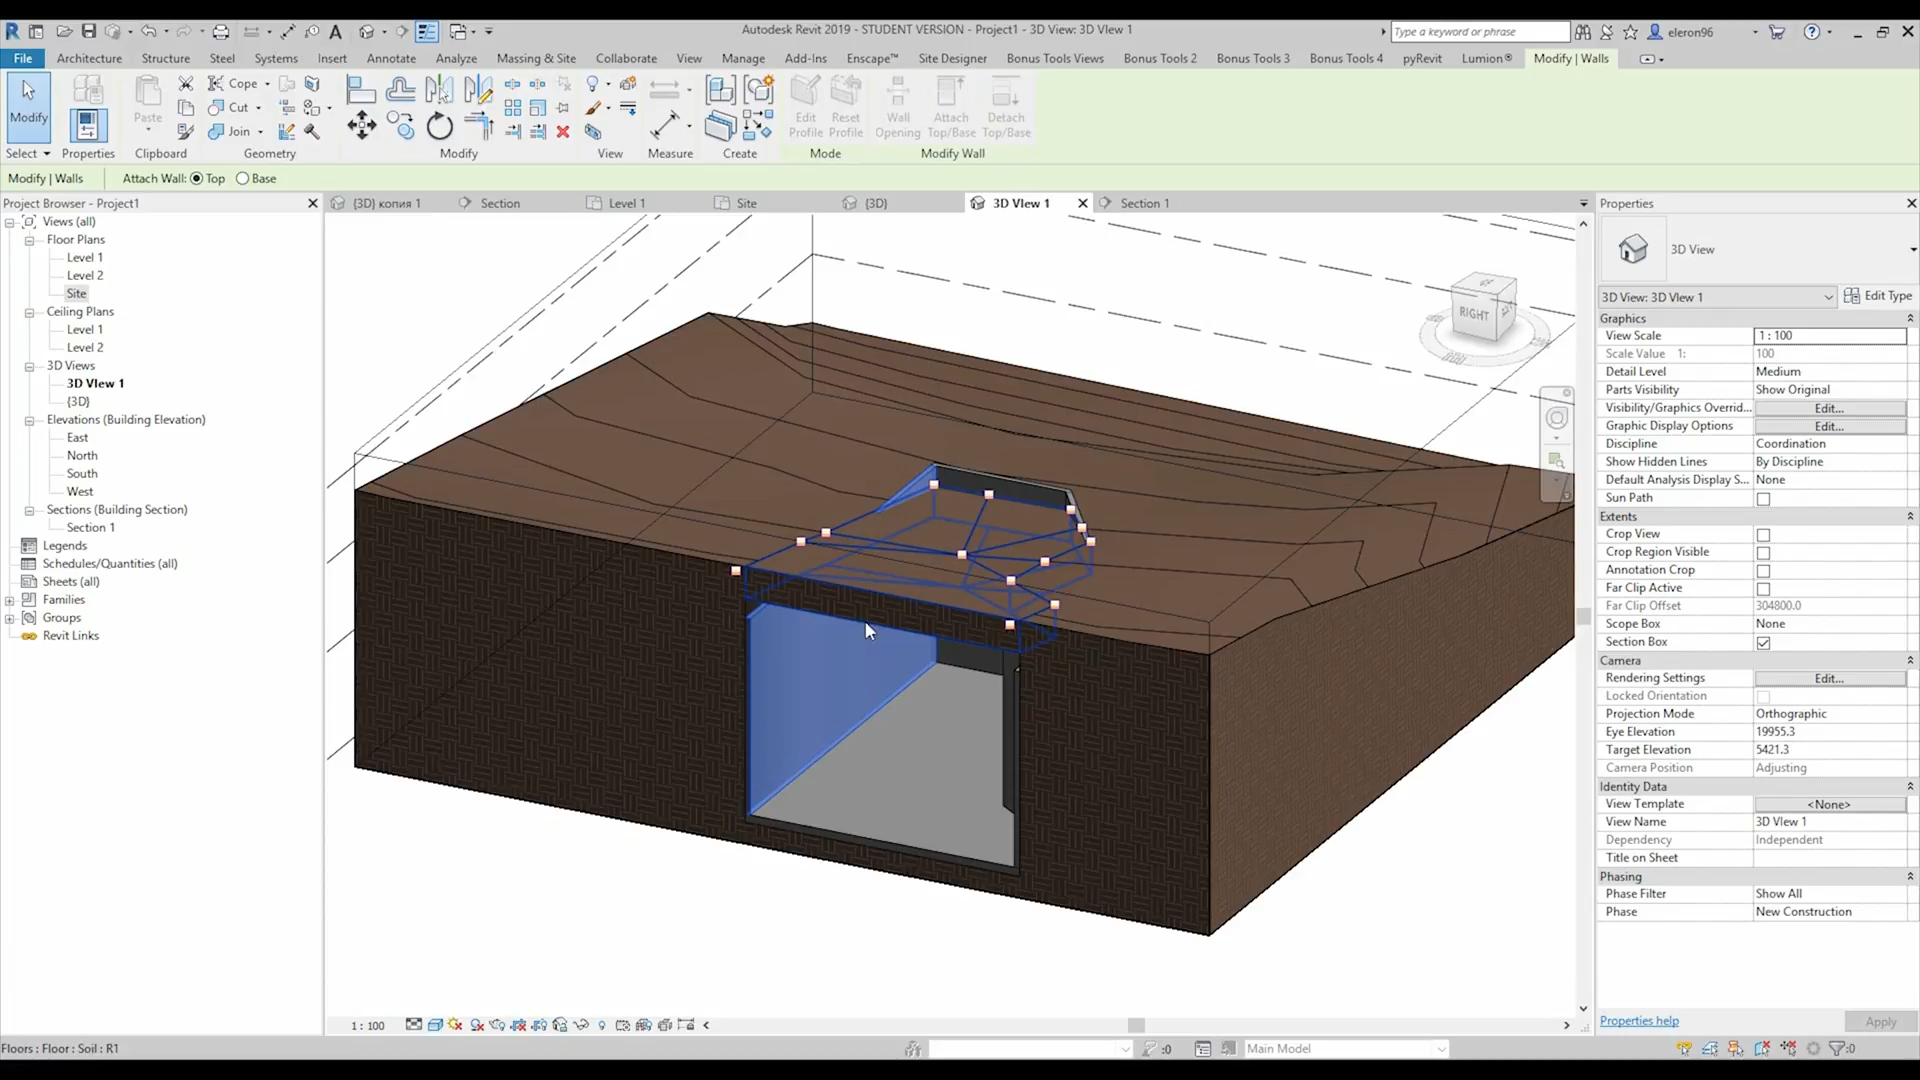 Autodesk Revit 2019 - STUDENT VERSION - Project1 - 3D View: 3D VIew 1
Type a keyword or phrase
eleron96
File
Architecture
Structure
Steel
Systems
Insert
Annotate
Analyze
Massing & Site
Collaborate
View
Manage
Add-Ins
Enscape™
Site Designer
Bonus Tools Views
Bonus Tools 2
Bonus Tools 3
Bonus Tools 4
pyRevit
Lumion®
Modify | Walls
Modify
Paste
Cope
Cut
Join
Edit
Profile
Reset
Profile
Wall
Opening
Attach
Top/Base
Detach
Top/Base
Select
Properties
Clipboard
Geometry
Modify
View
Measure
Create
Mode
Modify Wall
Modify | Walls
Attach Wall:
Top
Base
Project Browser - Project1
Views (all)
Floor Plans
Level 1
Level 2
Site
Ceiling Plans
Level 1
Level 2
3D Views
3D VIew 1
{3D}
Elevations (Building Elevation)
East
North
South
West
Sections (Building Section)
Section 1
Legends
Schedules/Quantities (all)
Sheets (all)
Families
Groups
Revit Links
{3D} копия 1
Section
Level 1
Site
{3D}
3D VIew 1
Section 1
RIGHT
1 : 100
Properties
3D View
3D View: 3D VIew 1
Edit Type
Graphics
View Scale
1 : 100
Scale Value 1:
100
Detail Level
Medium
Parts Visibility
Show Original
Visibility/Graphics Overrid...
Edit...
Graphic Display Options
Edit...
Discipline
Coordination
Show Hidden Lines
By Discipline
Default Analysis Display S...
None
Sun Path
Extents
Crop View
Crop Region Visible
Annotation Crop
Far Clip Active
Far Clip Offset
304800.0
Scope Box
None
Section Box
Camera
Rendering Settings
Edit...
Locked Orientation
Projection Mode
Orthographic
Eye Elevation
19955.3
Target Elevation
5421.3
Camera Position
Adjusting
Identity Data
View Template
<None>
View Name
3D VIew 1
Dependency
Independent
Title on Sheet
Phasing
Phase Filter
Show All
Phase
New Construction
Properties help
Apply
Floors : Floor : Soil : R1
:0
Main Model
:0